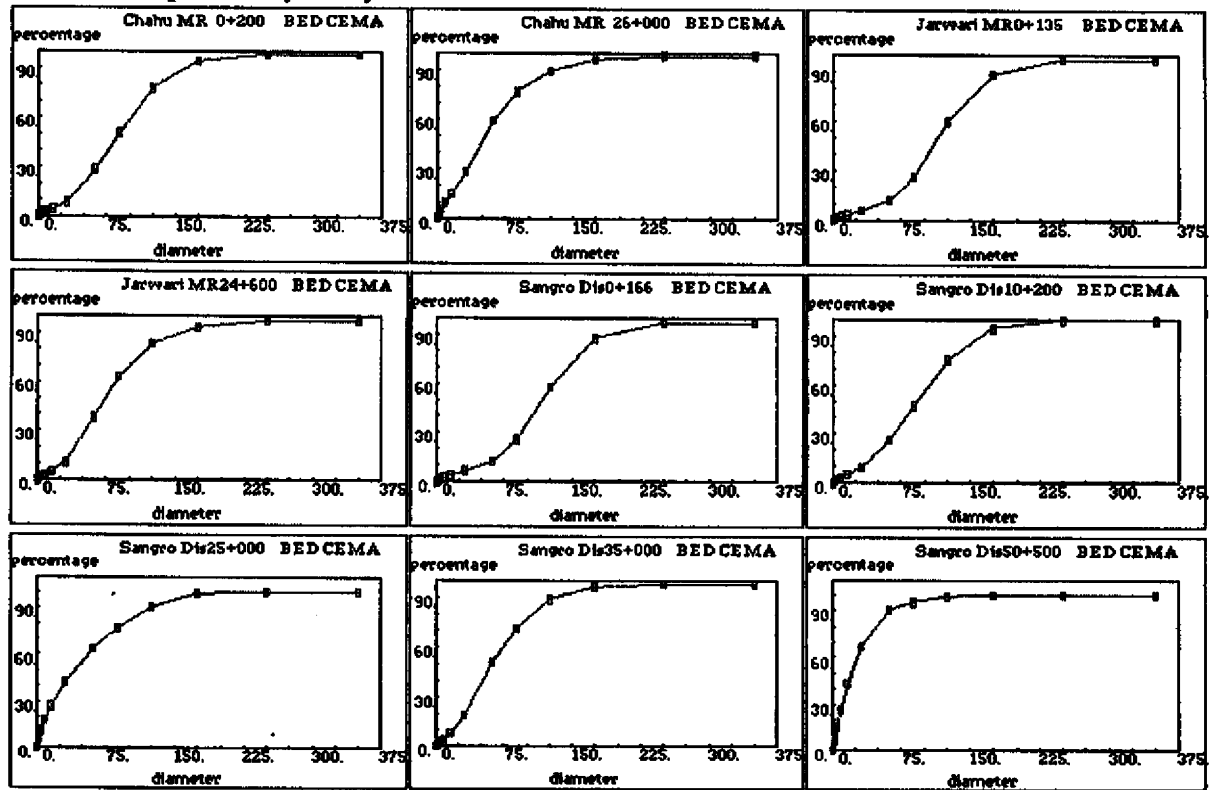 Chahu MR 0+200 BED CEMA
percentage
90.
60.
30.
0.
0. 75. 150. 225. 300. 375.
diameter
Chahu MR 26+000 BED CEMA
percentage
90.
60.
30.
0.
0. 75. 150. 225. 300. 375.
diameter
Jarwari MR0+135 BED CEMA
percentage
90.
60.
30.
0.
0. 75. 150. 225. 300. 375.
diameter
Jarwari MR24+600 BED CEMA
percentage
90.
60.
30.
0.
0. 75. 150. 225. 300. 375.
diameter
Sangro Dis0+166 BED CEMA
percentage
90.
60.
30.
0.
0. 75. 150. 225. 300. 375.
diameter
Sangro Dis10+200 BED CEMA
percentage
90.
60.
30.
0.
0. 75. 150. 225. 300. 375.
diameter
Sangro Dis25+000 BED CEMA
percentage
90.
60.
30.
0.
0. 75. 150. 225. 300. 375.
diameter
Sangro Dis35+000 BED CEMA
percentage
90.
60.
30.
0.
0. 75. 150. 225. 300. 375.
diameter
Sangro Dis50+500 BED CEMA
percentage
90.
60.
30.
0.
0. 75. 150. 225. 300. 375.
diameter